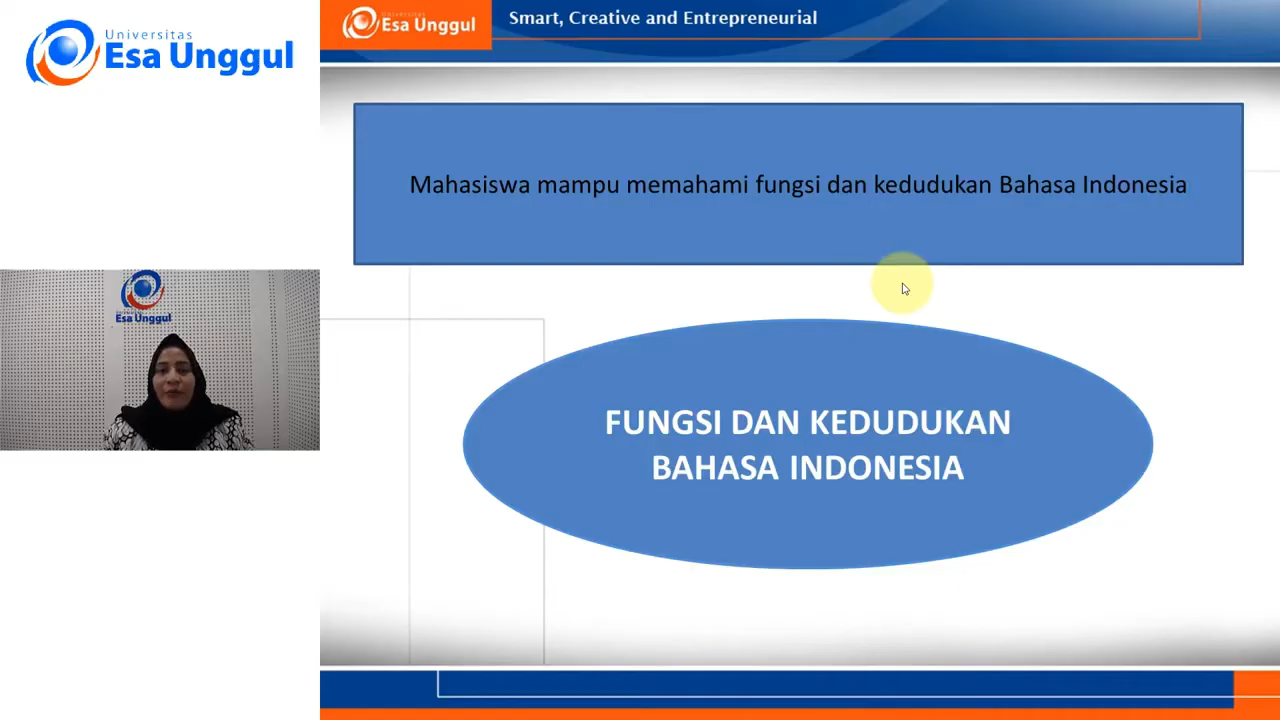 Universitas
Esa Unggul
Universitas
Esa Unggul
Smart, Creative and Entrepreneurial
Mahasiswa mampu memahami fungsi dan kedudukan Bahasa Indonesia
Esa Unggul
FUNGSI DAN KEDUDUKAN
BAHASA INDONESIA